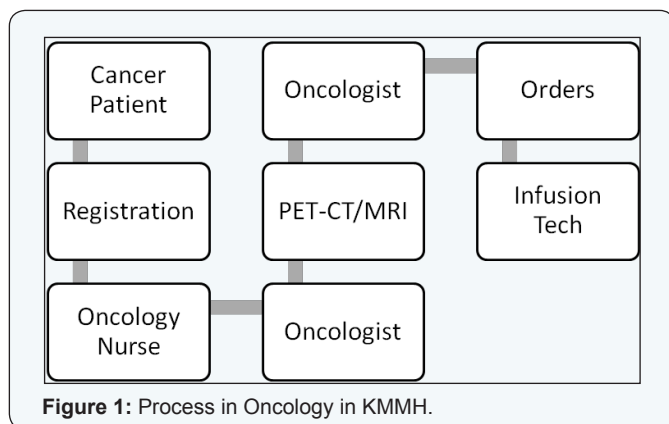 Cancer
Patient
Registration
Oncology
Nurse
Oncologist
PET-CT/MRI
Oncologist
Orders
Infusion
Tech
Figure 1: Process in Oncology in KMMH.